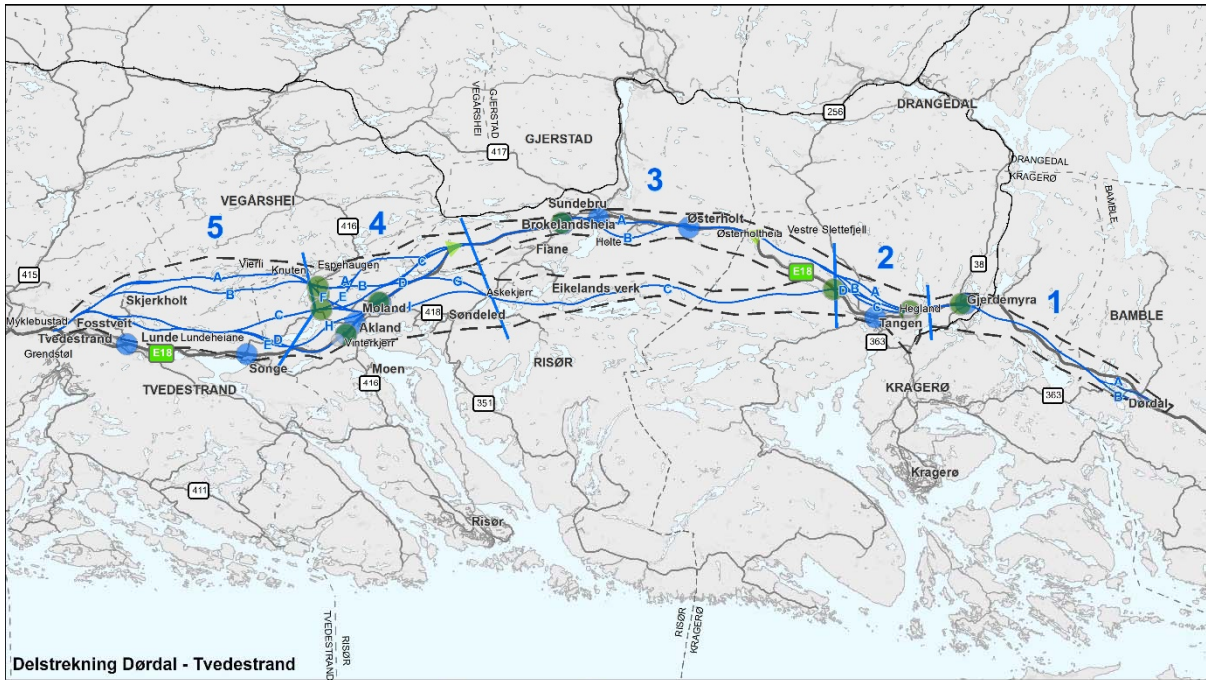 DRANGEDAL
256
GJERSTAD
VEGÅRSHEI
GJERSTAD
417
DRANGEDAL
KRAGERØ
BAMBLE
3
VEGÅRSHEI
Sundebru
A
Østerholt
5
4
416
Brokelandsheia
B
Hølte
Fiane
Østerholtheia
Vestre Slettefjell
2
38
415
Vierli
Knuten
Espehaugen
C
E18
A
A
B
D
G
Eikelands verk
C
D
B
A
Gjerdemyra
1
B
F
E
Askekjerr
C
Hegland
BAMBLE
Skjerkholt
Møland
I
418
Søndeled
Tangen
Myklebustad
Fosstveit
C
H
Akland
363
Tvedestrand
Lunde
Lundeheiane
E
D
Vinterkjerr
RISØR
KRAGERØ
363
A
B
Dørdal
Grendstøl
E18
Songe
Moen
TVEDESTRAND
416
351
411
Kragerø
Risør
RISØR
TVEDESTRAND
RISØR
KRAGERØ
Delstrekning Dørdal - Tvedestrand